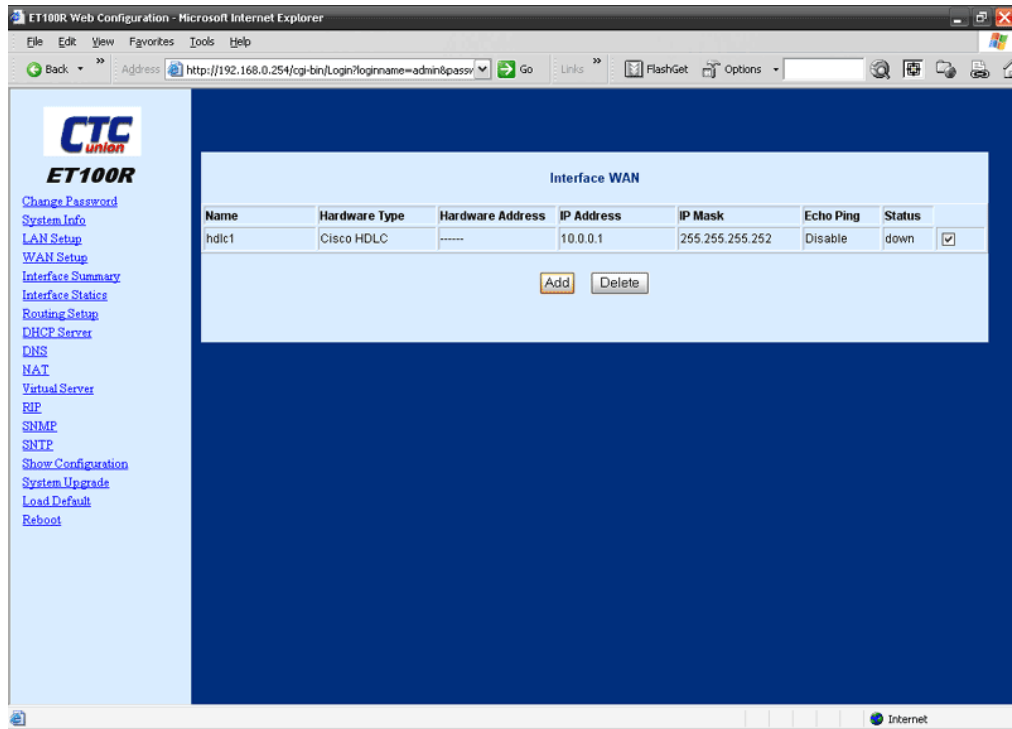 ET100R Web Configuration - Microsoft Internet Explorer
File Edit View Favorites Tools Help
Back » Address http://192.168.0.254/cgi-bin/Login?loginname=admin&passv Go Links » FlashGet Options
CTC
union
ET100R
Change Password
System Info
LAN Setup
WAN Setup
Interface Summary
Interface Statics
Routing Setup
DHCP Server
DNS
NAT
Virtual Server
RIP
SNMP
SNTP
Show Configuration
System Upgrade
Load Default
Reboot
Interface WAN
Name Hardware Type Hardware Address IP Address IP Mask Echo Ping Status
hdlc1 Cisco HDLC ------ 10.0.0.1 255.255.255.252 Disable down
Add Delete
Internet